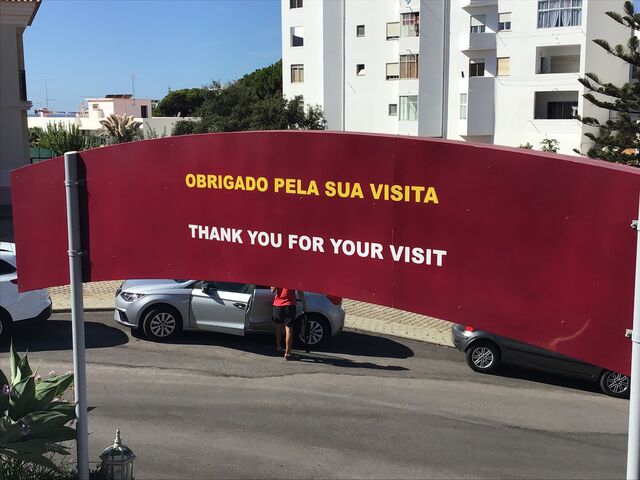 OBRIGADO PELA SUA VISITA
THANK YOU FOR YOUR VISIT